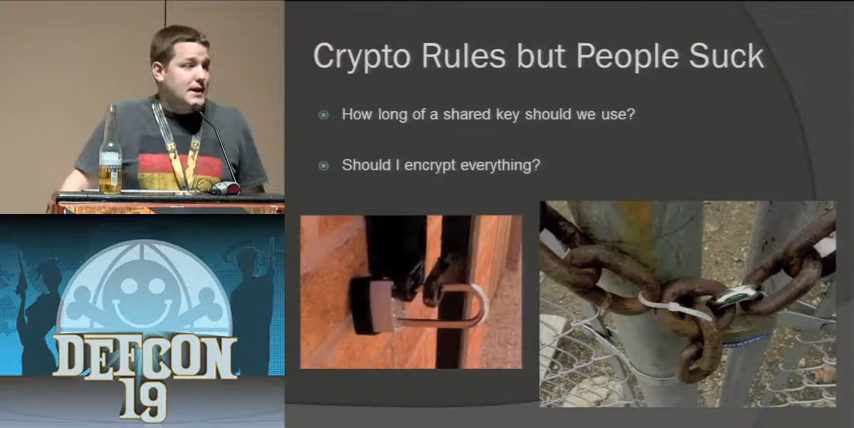 Crypto Rules but People Suck
How long of a shared key should we use?
Should I encrypt everything?
DEFCON
19